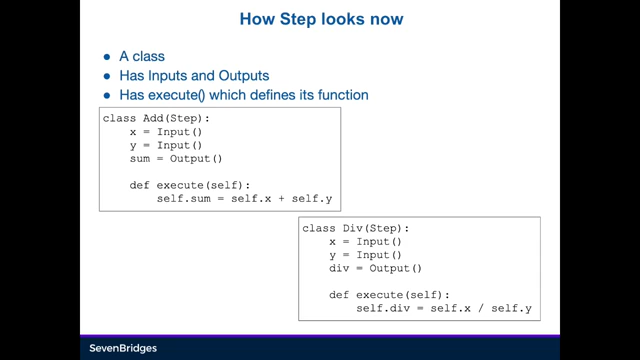 How Step looks now
● A class
● Has Inputs and Outputs
● Has execute() which defines its function
class Add(Step):
    x = Input()
    y = Input()
    sum = Output()
    def execute(self):
        self.sum = self.x + self.y
class Div(Step):
    x = Input()
    y = Input()
    div = Output()
    def execute(self):
        self.div = self.x / self.y
SevenBridges